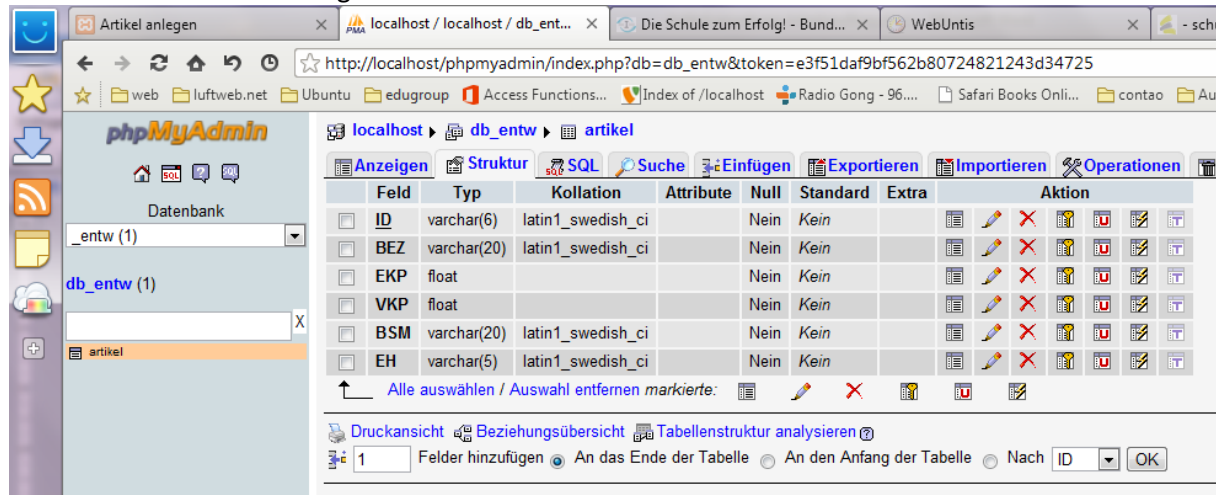 Artikel anlegen × localhost / localhost / db_ent... × Die Schule zum Erfolg! - Bund... × WebUntis × - sch
http://localhost/phpmyadmin/index.php?db=db_entw&token=e3f51daf9bf562b80724821243d34725
web luftweb.net Ubuntu edugroup Access Functions... Index of /localhost Radio Gong - 96.... Safari Books Onli... contao Au
phpMyAdmin
Datenbank
_entw (1)
db_entw (1)
X
artikel
localhost ▸ db_entw ▸ artikel
Anzeigen Struktur SQL Suche Einfügen Exportieren Importieren Operationen
Feld Typ Kollation Attribute Null Standard Extra Aktion
ID varchar(6) latin1_swedish_ci Nein Kein
BEZ varchar(20) latin1_swedish_ci Nein Kein
EKP float Nein Kein
VKP float Nein Kein
BSM varchar(20) latin1_swedish_ci Nein Kein
EH varchar(5) latin1_swedish_ci Nein Kein
Alle auswählen / Auswahl entfernen markierte:
Druckansicht Beziehungsübersicht Tabellenstruktur analysieren
1 Felder hinzufügen An das Ende der Tabelle An den Anfang der Tabelle Nach ID OK